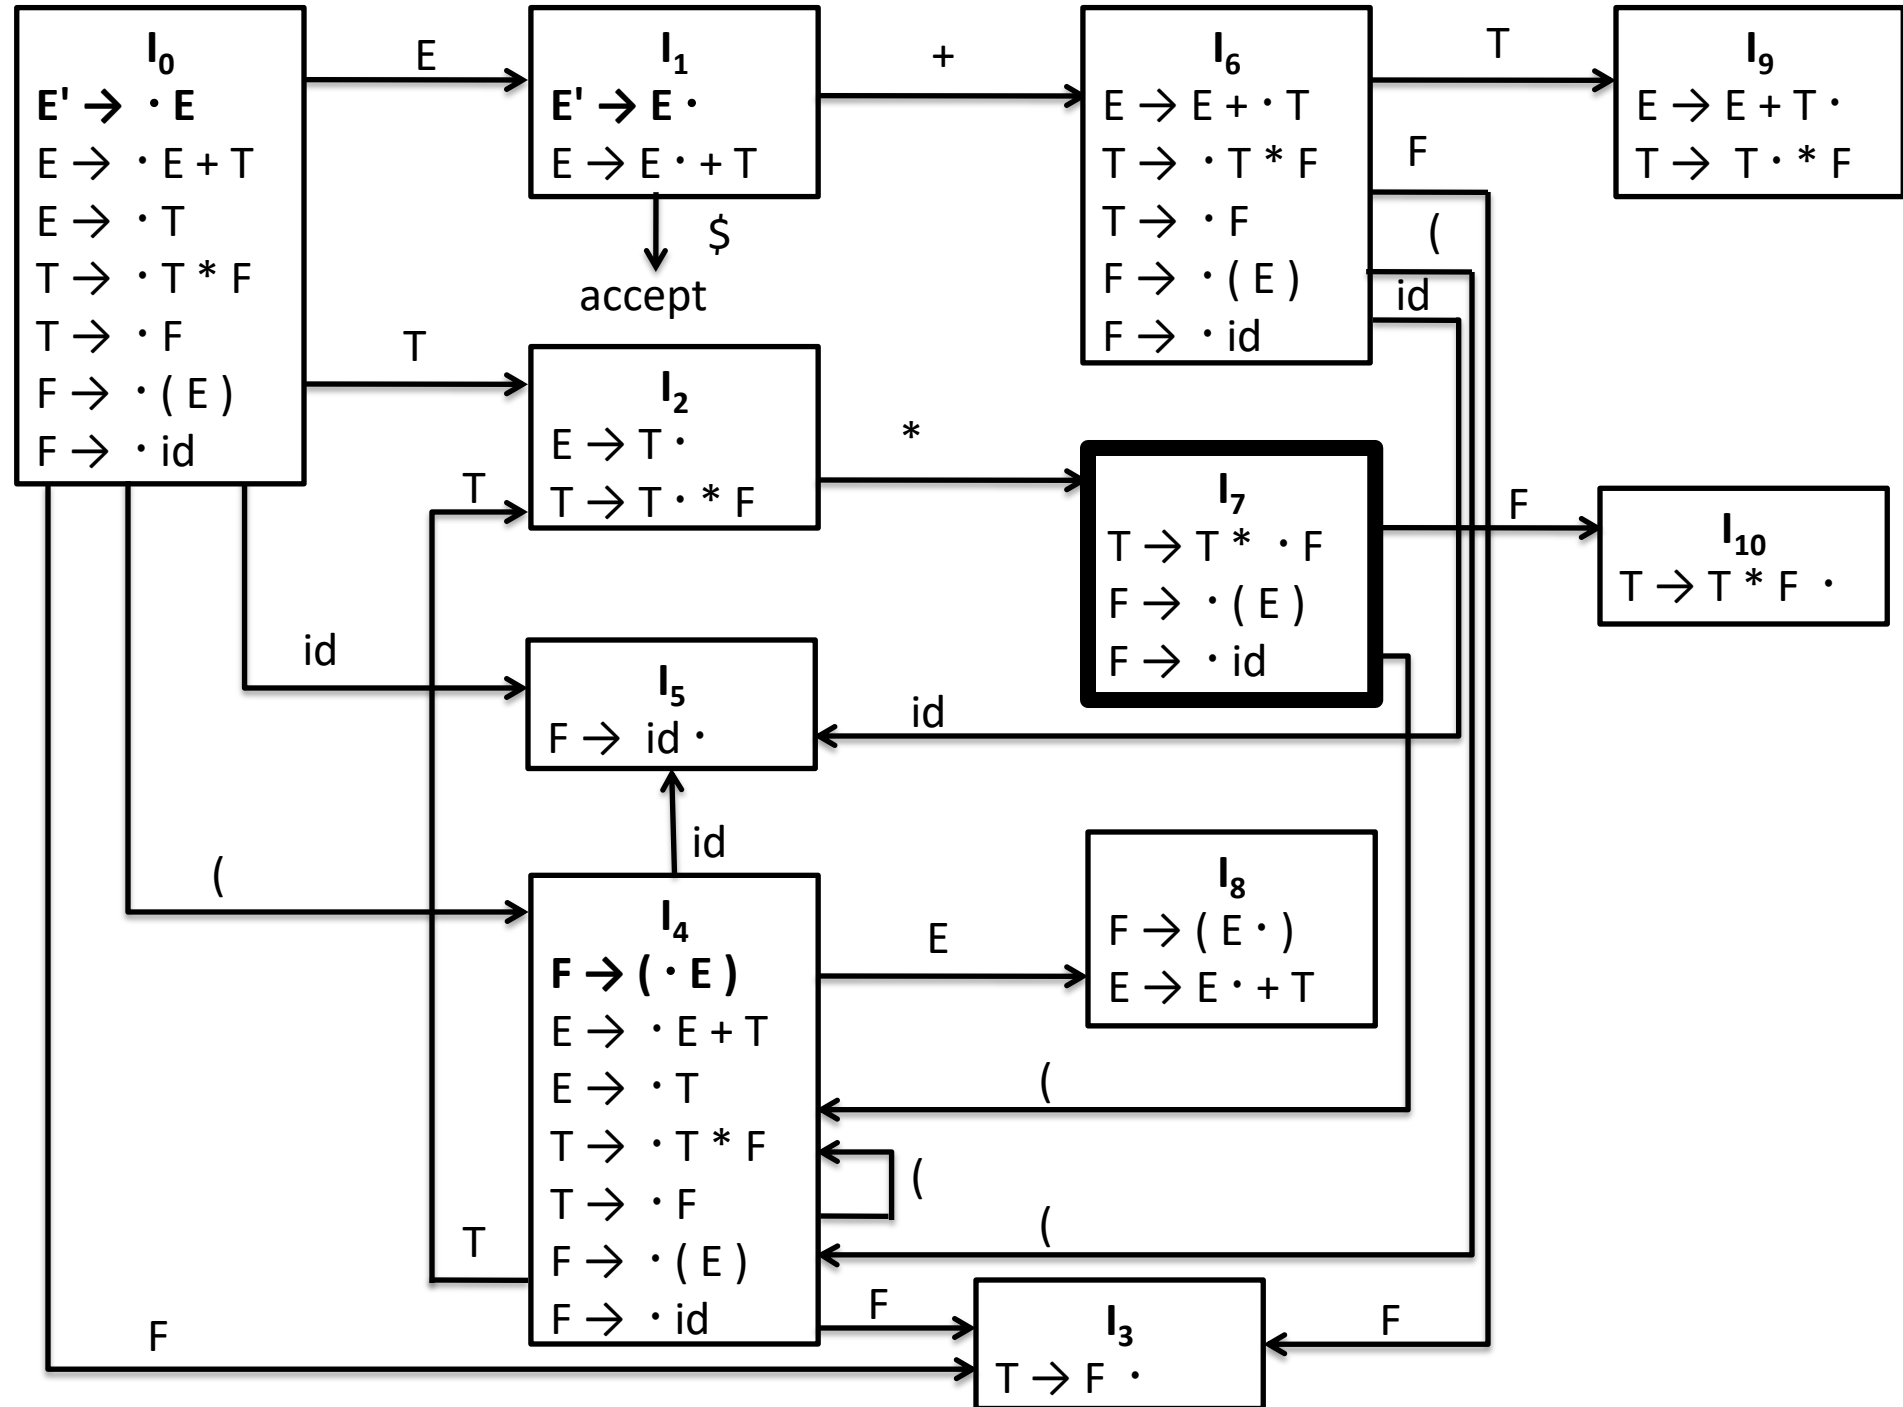 I0
E' → · E
E → · E + T
E → · T
T → · T * F
T → · F
F → · ( E )
F → · id
E
I1
E' → E ·
E → E · + T
$
accept
+
I6
E → E + · T
T → · T * F
T → · F
F → · ( E )
F → · id
T
F
(
id
I9
E → E + T ·
T → T · * F
T
T
I2
E → T ·
T → T · * F
*
I7
T → T * · F
F → · ( E )
F → · id
F
I10
T → T * F ·
id
I5
F → id ·
id
id
(
I4
F → ( · E )
E → · E + T
E → · T
T → · T * F
T → · F
F → · ( E )
F → · id
E
I8
F → ( E · )
E → E · + T
(
(
(
T
F
F
I3
T → F ·
F